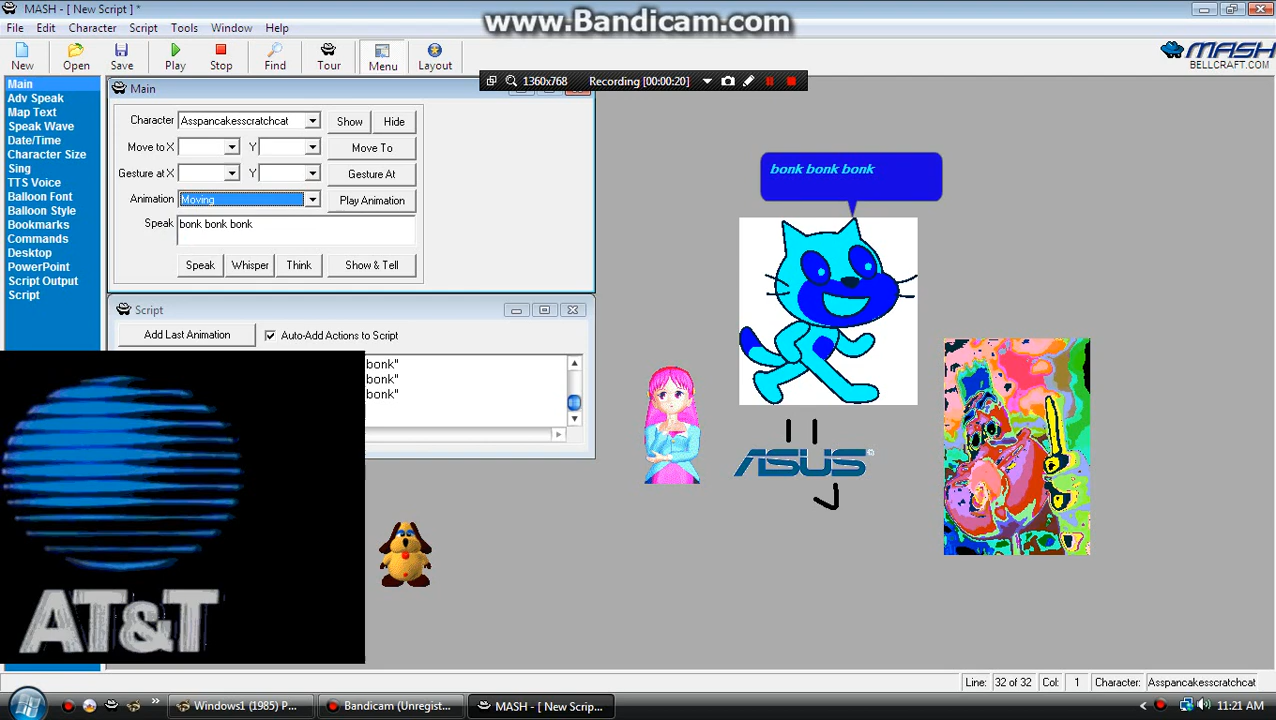 MASH - [ New Script ] *
www.Bandicam.com
File Edit Character Script Tools Window Help
New Open Save Play Stop Find Tour Menu Layout
MASH
BELLCRAFT.COM
1360x768 Recording [00:00:20]
Main
Adv Speak
Map Text
Speak Wave
Date/Time
Character Size
Sing
TTS Voice
Balloon Font
Balloon Style
Bookmarks
Commands
Desktop
PowerPoint
Script Output
Script
Main
Character Asspancakesscratchcat Show Hide
Move to X Y Move To
Gesture at X Y Gesture At
Animation Moving Play Animation
Speak bonk bonk bonk
Speak Whisper Think Show & Tell
Script
Add Last Animation Auto-Add Actions to Script
bonk"
bonk"
bonk"
bonk bonk bonk
ASUS
AT&T
Line: 32 of 32 Col: 1 Character: Asspancakesscratchcat
Windows1 (1985) P... Bandicam (Unregist... MASH - [ New Scrip... 11:21 AM